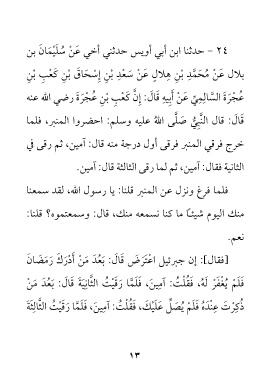 ٢٤ - حدثنا ابن أبي أويس حدثني أخي عَنْ سُلَيْمَانَ بن
بلال عَنْ مُحَمَّدِ بْنِ هِلالٍ عَنْ سَعْدِ بْنِ إِسْحَاقَ بْنِ كَعْبِ بْنِ
عُجْرَةَ السَّالِمِيِّ عَنْ أَبِيهِ قَالَ: إِنَّ كَعْبَ بْنَ عُجْرَةَ رضي الله عنه
قَالَ: قال النَّبِيُّ صَلَّى اللهُ عليه وسلم: احضروا المنبر، فلما
خرج فرقي المنبر فرقى أول درجة منه قال: آمين، ثم رقى في
الثانية فقال: آمين، ثم لما رقى الثالثة قال: آمين.
فلما فرغ ونزل عن المنبر قلنا: يا رسول الله، لقد سمعنا
منك اليوم شيئًا ما كنا نسمعه منك، قال: وسمعتموه؟ قلنا:
نعم.
[فقال]: إن جبرئيل اعْتَرَضَ قَالَ: بَعُدَ مَنْ أَدْرَكَ رَمَضَانَ
فَلَمْ يُغْفَرْ لَهُ، فَقُلْتُ: آمِينَ، فَلَمَّا رَقَيْتُ الثَّانِيَةَ قَالَ: بَعُدَ مَنْ
ذُكِرْتَ عِنْدَهُ فَلَمْ يُصَلِّ عَلَيْكَ، فَقُلْتُ: آمِينَ، فَلَمَّا رَقَيْتُ الثَّالِثَةَ
١٣